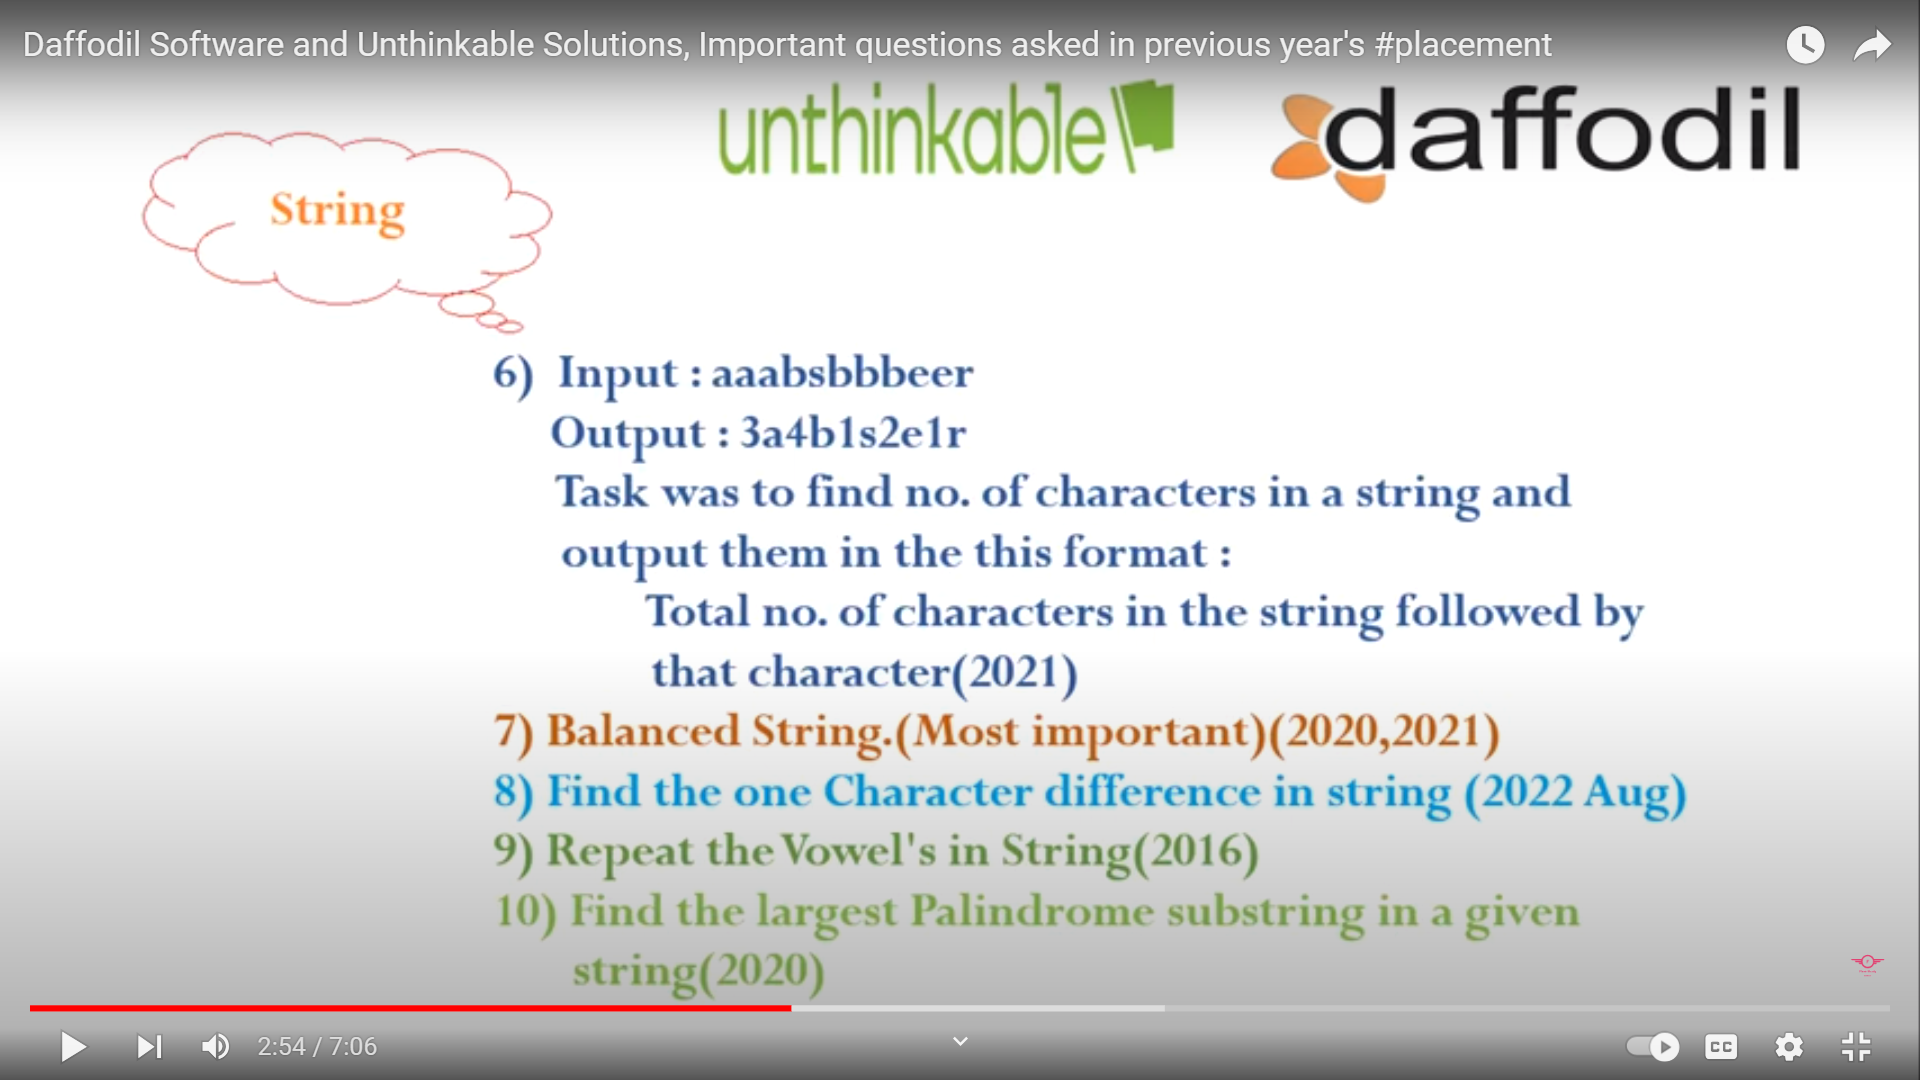 Daffodil Software and Unthinkable Solutions, Important questions asked in previous year's #placement
unthinkable
daffodil
String
6) Input : aaabsbbbeer
Output : 3a4b1s2e1r
Task was to find no. of characters in a string and
output them in the this format :
Total no. of characters in the string followed by
that character(2021)
7) Balanced String.(Most important)(2020,2021)
8) Find the one Character difference in string (2022 Aug)
9) Repeat the Vowel's in String(2016)
10) Find the largest Palindrome substring in a given
string(2020)
2:54 / 7:06
CC